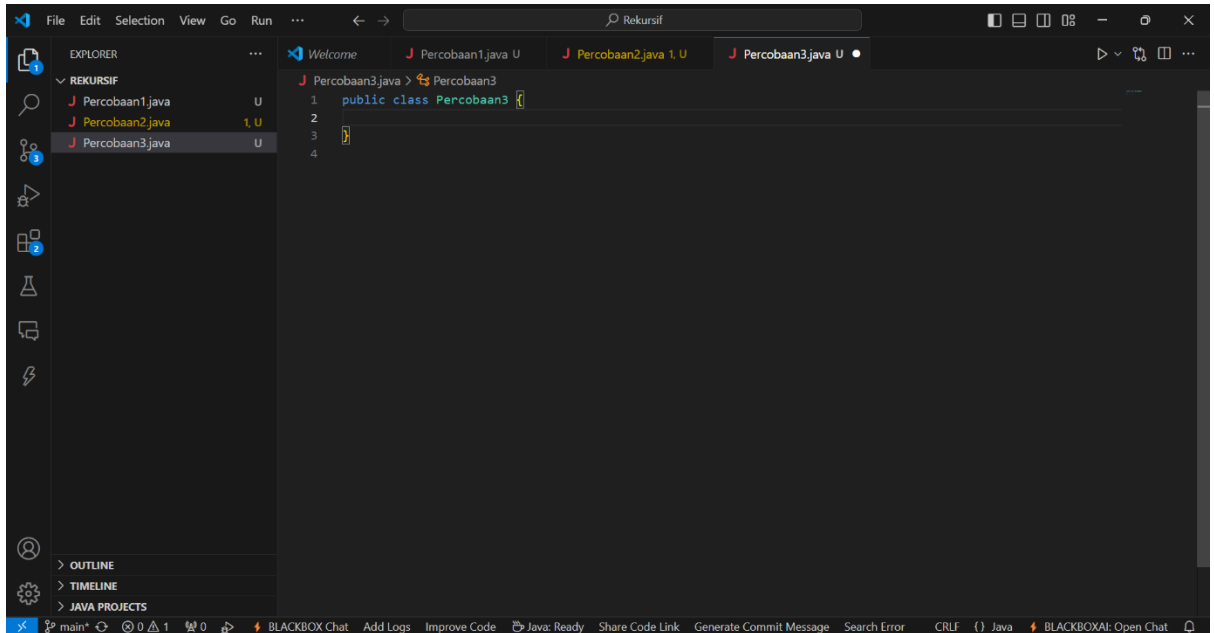 File Edit Selection View Go Run ... Rekursif
EXPLORER ...
Welcome J Percobaan1.java U J Percobaan2.java 1, U J Percobaan3.java U ●
REKURSIF
J Percobaan3.java > Percobaan3
J Percobaan1.java U
J Percobaan2.java 1, U
J Percobaan3.java U
1 public class Percobaan3 {
2
3 }
4
1
3
2
OUTLINE
TIMELINE
JAVA PROJECTS
main* 0 1 0 BLACKBOX Chat Add Logs Improve Code Java: Ready Share Code Link Generate Commit Message Search Error CRLF {} Java BLACKBOXAI: Open Chat